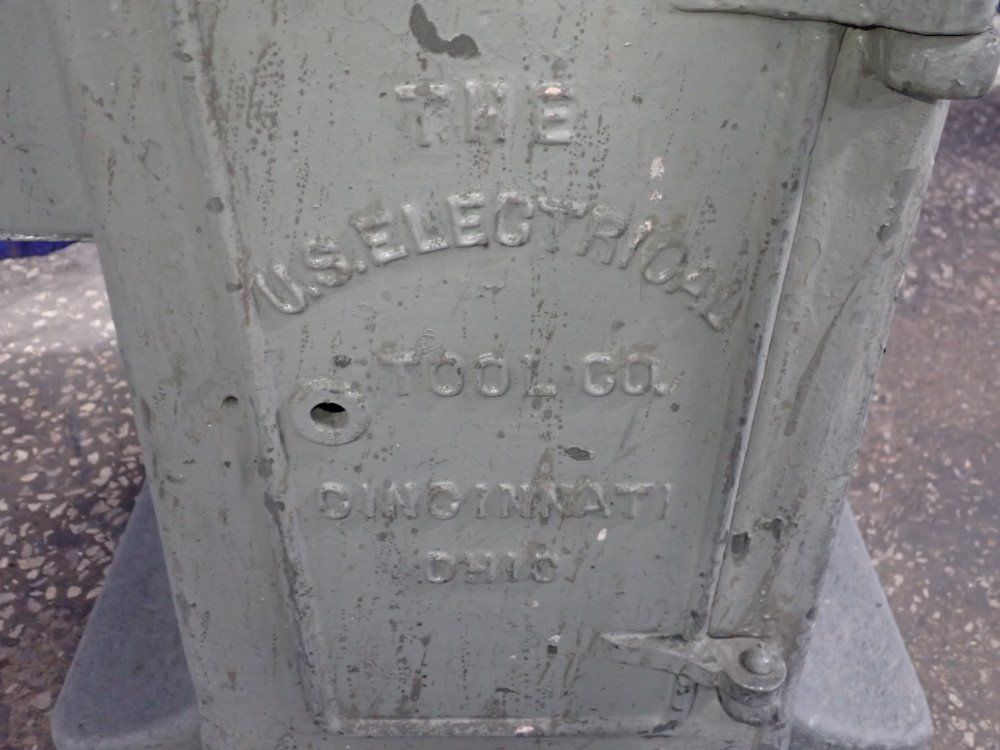 THE
U.S. ELECTRICAL
TOOL CO.
CINCINNATI
OHIO